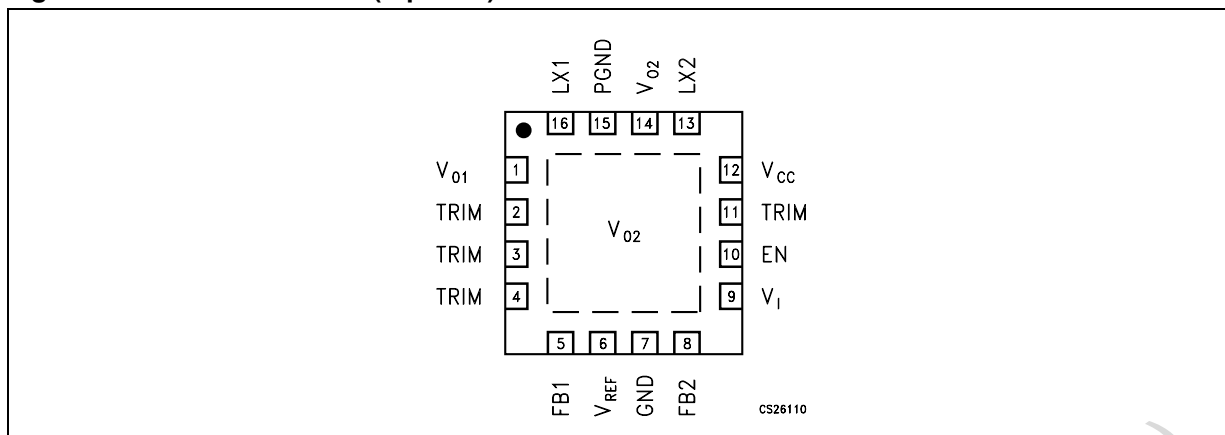 LX1
PGND
V02
LX2
16
15
14
13
V01
1
12
VCC
TRIM
2
11
TRIM
V02
TRIM
3
10
EN
TRIM
4
9
VI
5
6
7
8
FB1
VREF
GND
FB2
CS26110